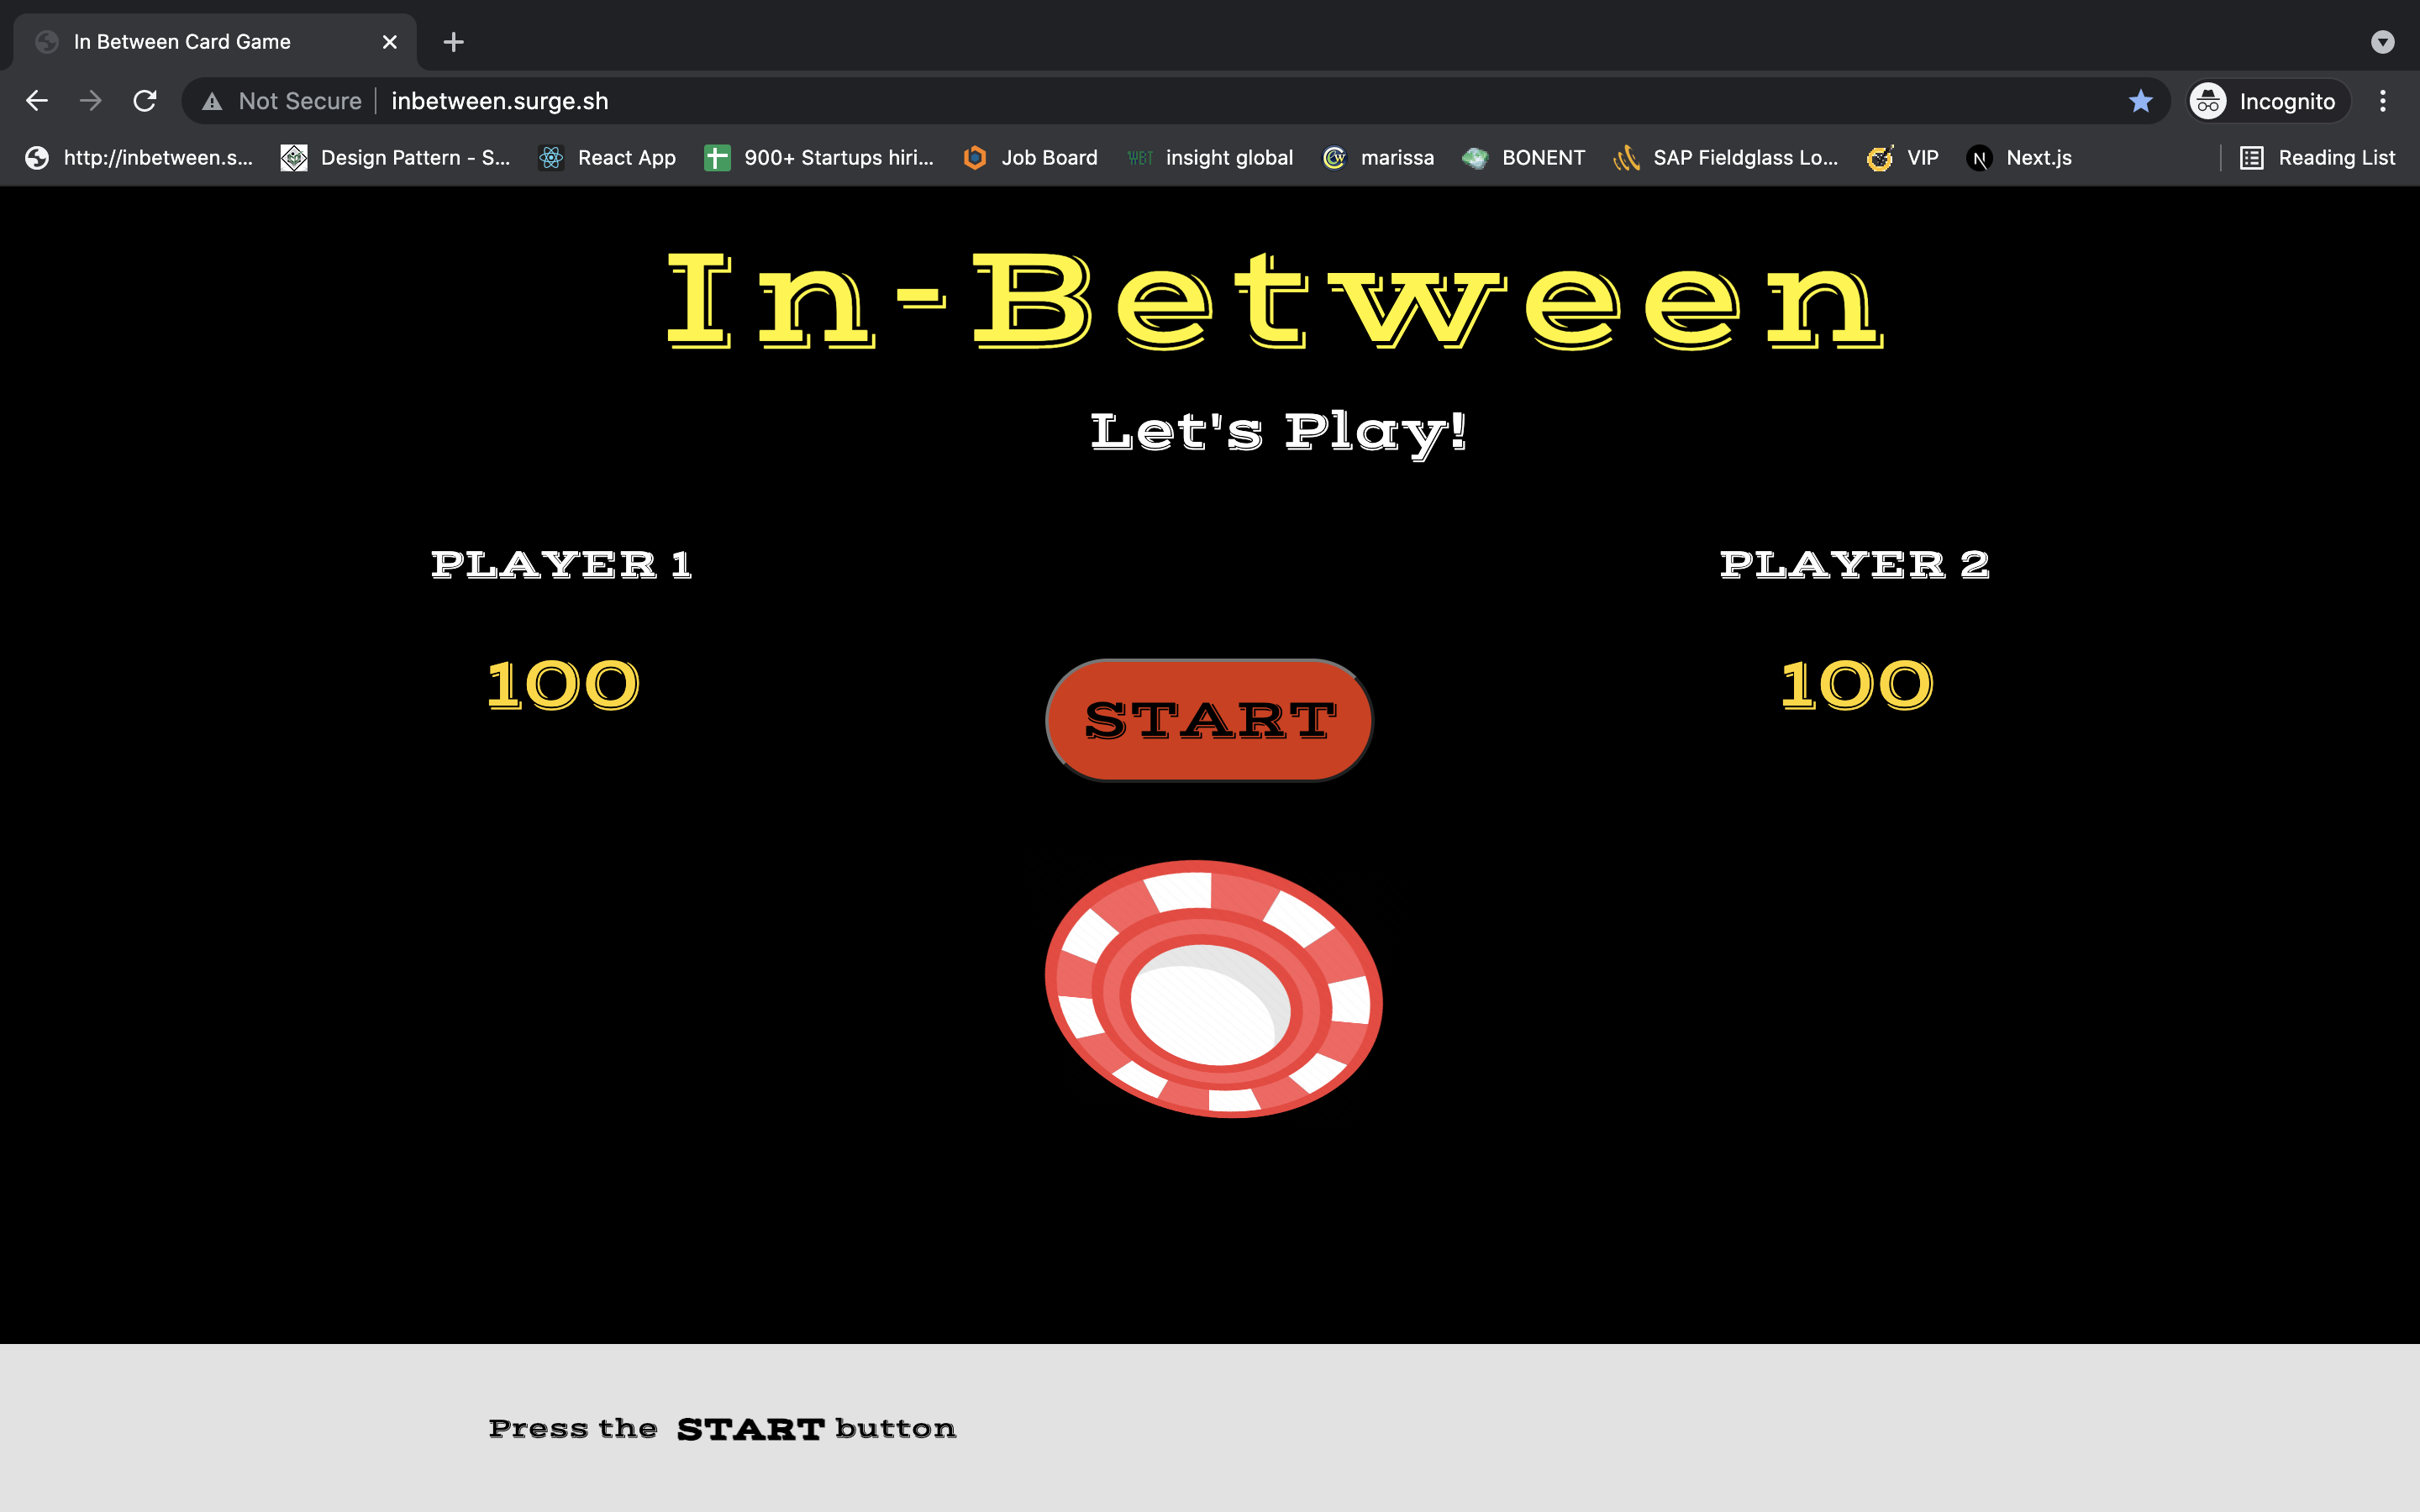 In Between Card Game
Not Secure
inbetween.surge.sh
Incognito
http://inbetween.s...
Design Pattern - S...
React App
900+ Startups hiri...
Job Board
WBT
insight global
marissa
BONENT
SAP Fieldglass Lo...
VIP
N
Next.js
Reading List
In-Between
Let's Play!
PLAYER 1
PLAYER 2
100
100
START
Press the START button